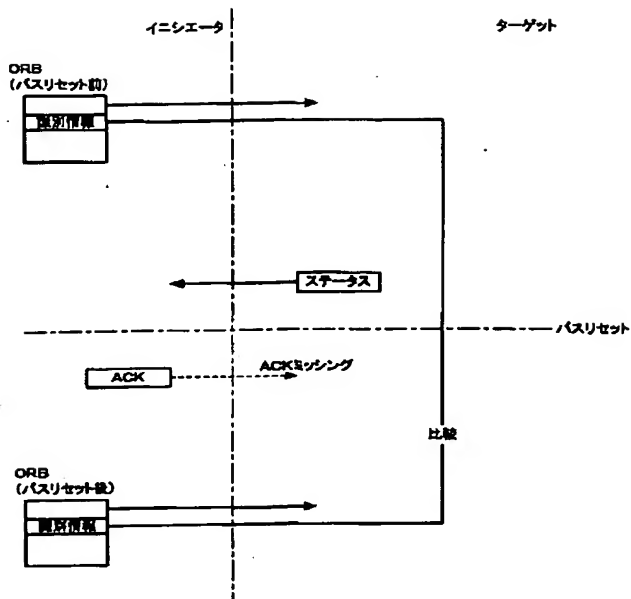 イニシエータ
ターゲット
ORB
(バスリセット前)
識別情報
ステータス
バスリセット
ACK
ACKミッシング
比較
ORB
(バスリセット後)
識別情報